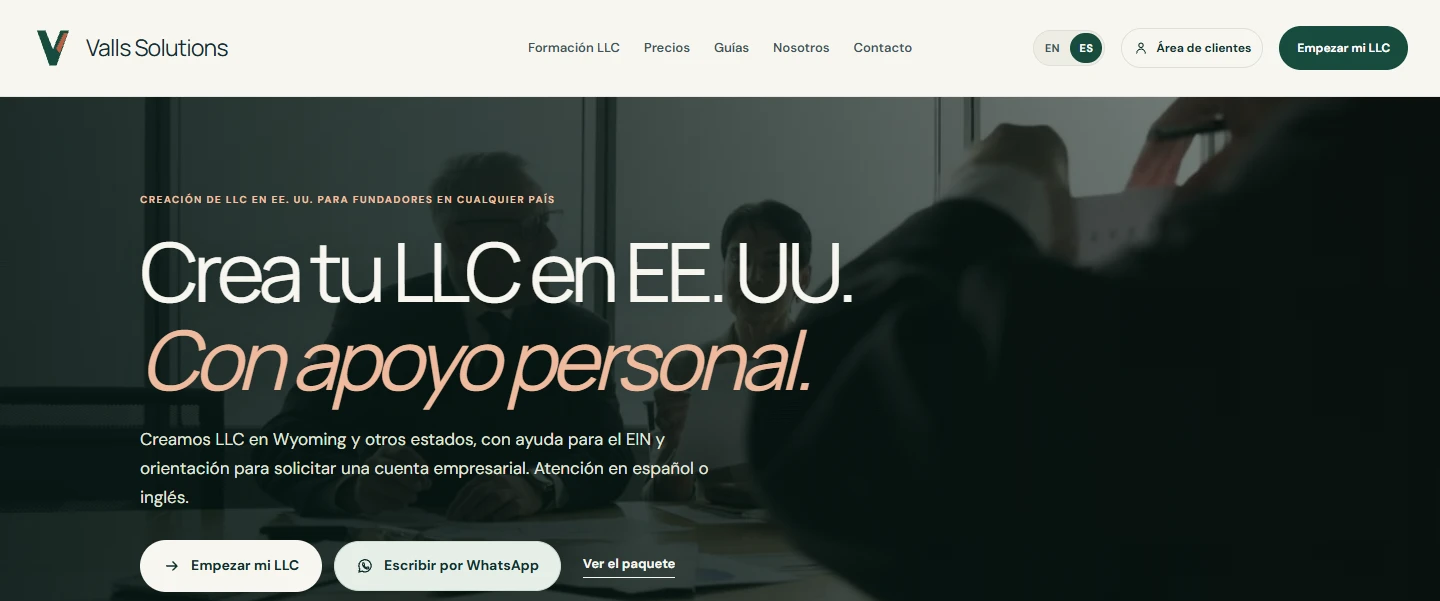 Valls Solutions
Formación LLC
Precios
Guías
Nosotros
Contacto
EN
ES
Área de clientes
Empezar mi LLC
CREACIÓN DE LLC EN EE. UU. PARA FUNDADORES EN CUALQUIER PAÍS
Crea tu LLC en EE. UU.
Con apoyo personal.
Creamos LLC en Wyoming y otros estados, con ayuda para el EIN y
orientación para solicitar una cuenta empresarial. Atención en español o
inglés.
Empezar mi LLC
Escribir por WhatsApp
Ver el paquete